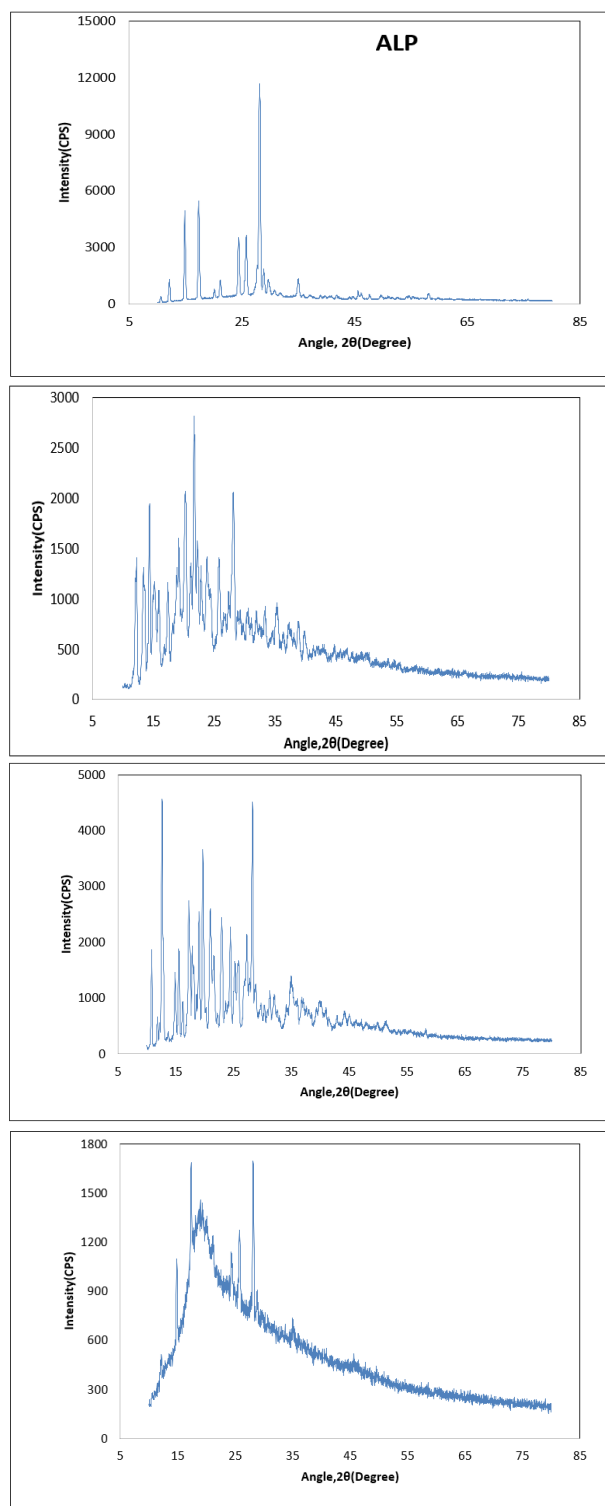 ALP
15000
12000
9000
6000
3000
0
Intensity(CPS)
5 25 45 65 85
Angle, 2θ(Degree)
3000
2500
2000
1500
1000
500
0
Intensity(CPS)
5 15 25 35 45 55 65 75 85
Angle,2θ(Degree)
5000
4000
3000
2000
1000
0
Intensity(CPS)
5 15 25 35 45 55 65 75 85
Angle,2θ(Degree)
1800
1500
1200
900
600
300
0
Intensity(CPS)
5 15 25 35 45 55 65 75 85
Angle,2θ(Degree)